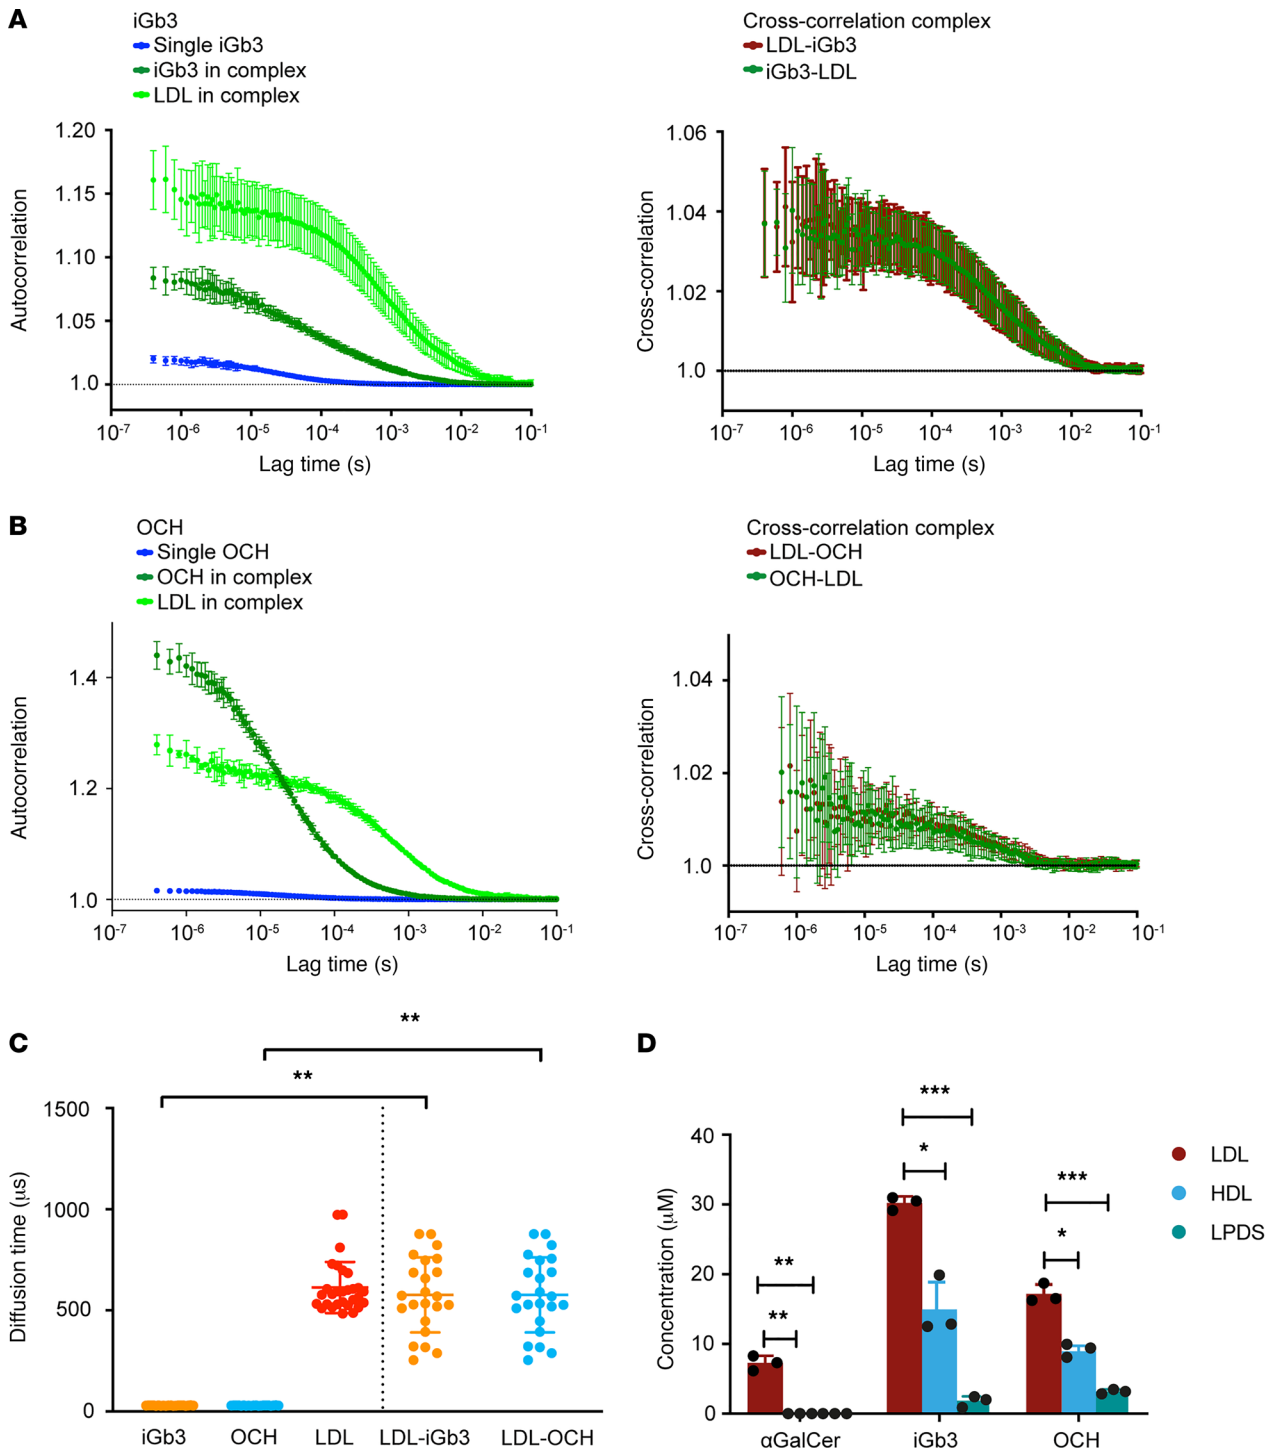 A
iGb3
Single iGb3
iGb3 in complex
LDL in complex
Autocorrelation
1.20
1.15
1.10
1.05
1.0
10-7
10-6
10-5
10-4
10-3
10-2
10-1
Lag time (s)
Cross-correlation complex
LDL-iGb3
iGb3-LDL
Cross-correlation
1.06
1.04
1.02
1.0
10-7
10-6
10-5
10-4
10-3
10-2
10-1
Lag time (s)
B
OCH
Single OCH
OCH in complex
LDL in complex
Autocorrelation
1.4
1.2
1.0
10-7
10-6
10-5
10-4
10-3
10-2
10-1
Lag time (s)
Cross-correlation complex
LDL-OCH
OCH-LDL
Cross-correlation
1.04
1.02
1.0
10-7
10-6
10-5
10-4
10-3
10-2
10-1
Lag time (s)
C
**
**
Diffusion time (µs)
1500
1000
500
0
iGb3
OCH
LDL
LDL-iGb3
LDL-OCH
D
Concentration (µM)
40
30
20
10
0
**
**
***
*
***
*
αGalCer
iGb3
OCH
LDL
HDL
LPDS